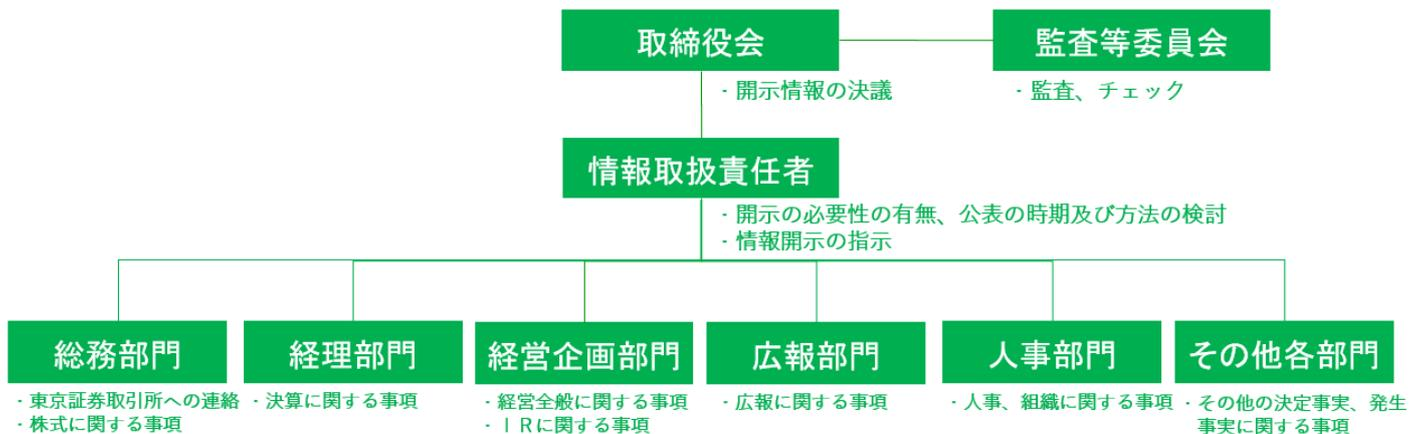 取締役会
監査等委員会
・開示情報の決議
・監査、チェック
情報取扱責任者
・開示の必要性の有無、公表の時期及び方法の検討
・情報開示の指示
総務部門
経理部門
経営企画部門
広報部門
人事部門
その他各部門
・東京証券取引所への連絡
・株式に関する事項
・決算に関する事項
・経営全般に関する事項
・ＩＲに関する事項
・広報に関する事項
・人事、組織に関する事項
・その他の決定事実、発生
事実に関する事項